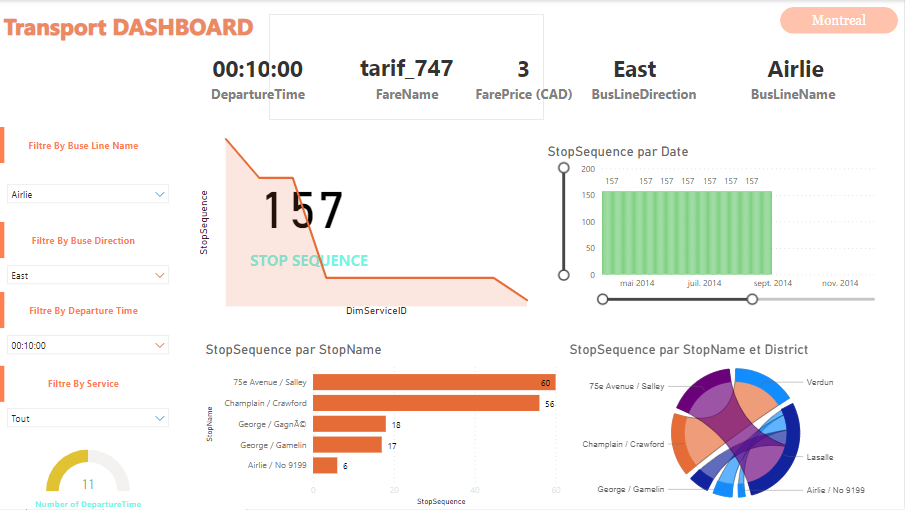 Transport DASHBOARD
Montreal
00:10:00
DepartureTime
tarif_747
FareName
3
FarePrice (CAD)
East
BusLineDirection
Airlie
BusLineName
Filtre By Buse Line Name
Airlie
Filtre By Buse Direction
East
Filtre By Departure Time
00:10:00
Filtre By Service
Tout
11
Number of DepartureTime
StopSequence
157
STOP SEQUENCE
DimServiceID
StopSequence par Date
200
150
100
50
0
157 157 157 157 157 157 157
mai 2014 juil. 2014 sept. 2014 nov. 2014
StopSequence par StopName
StopName
75e Avenue / Salley 60
Champlain / Crawford 56
George / GagnÃ© 18
George / Gamelin 17
Airlie / No 9199 6
0 20 40 60
StopSequence
StopSequence par StopName et District
75e Avenue / Salley
Verdun
Champlain / Crawford
Lasalle
George / Gamelin
Airlie / No 9199